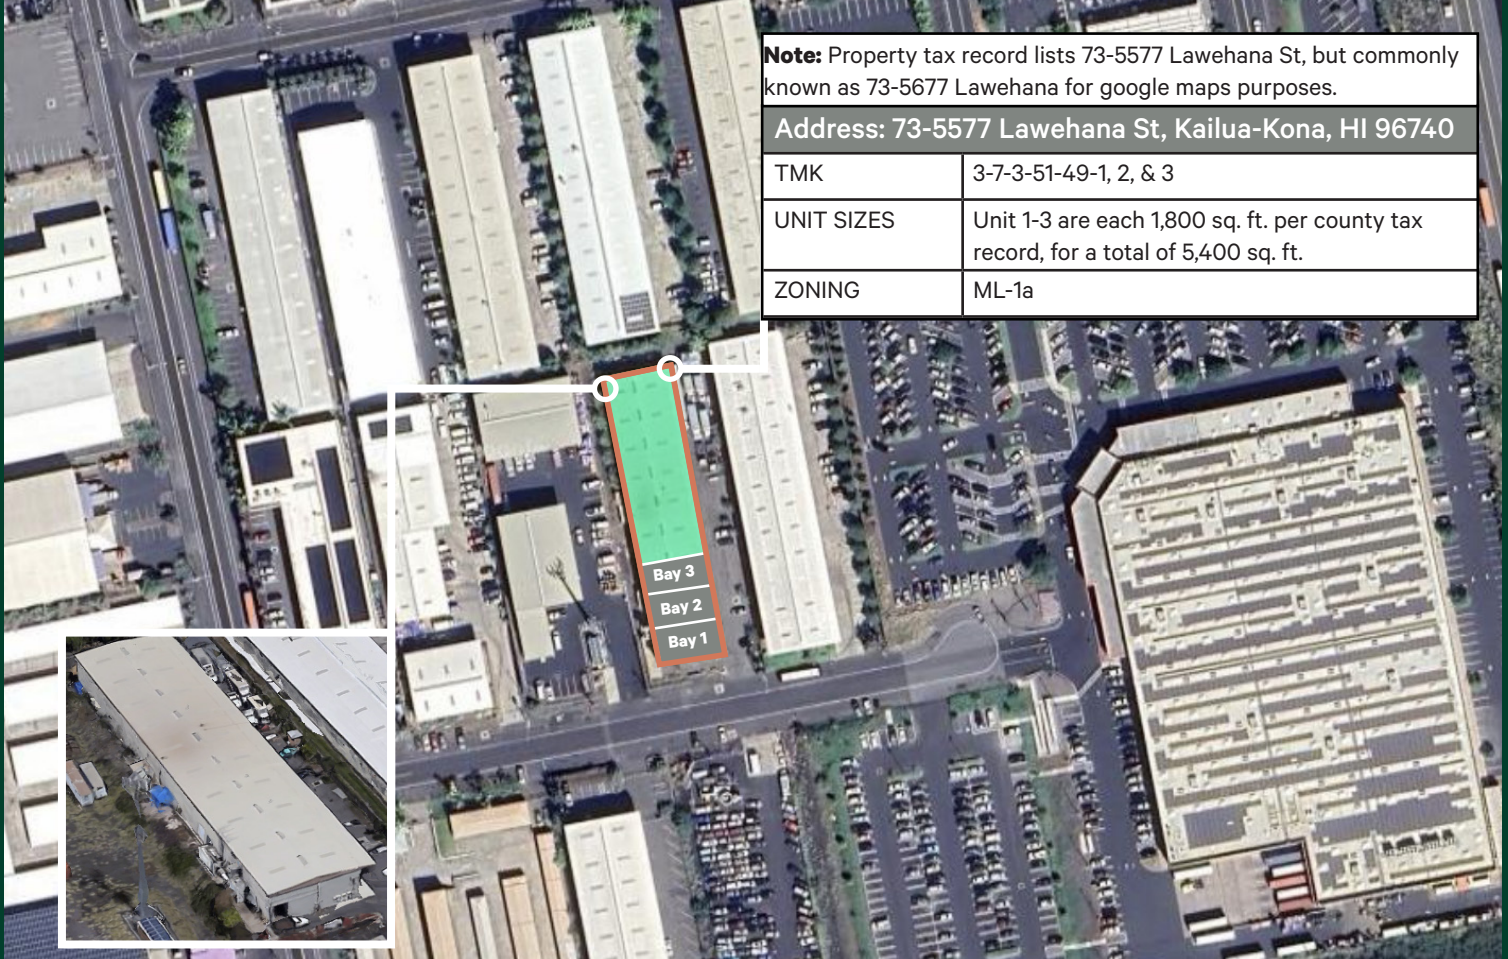 Note: Property tax record lists 73-5577 Lawehana St, but commonly
known as 73-5677 Lawehana for google maps purposes.
Address: 73-5577 Lawehana St, Kailua-Kona, HI 96740
TMK 3-7-3-51-49-1, 2, & 3
UNIT SIZES Unit 1-3 are each 1,800 sq. ft. per county tax
record, for a total of 5,400 sq. ft.
ZONING ML-1a
Bay 3
Bay 2
Bay 1